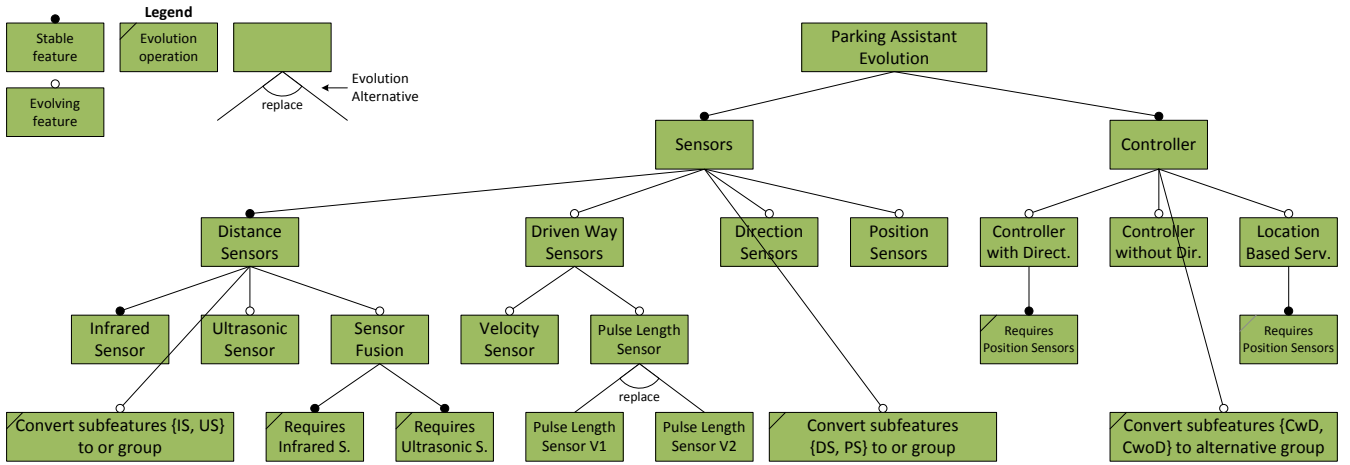 Legend
Stable
feature
Evolution
operation
Evolution
Alternative
replace
Evolving
feature
Parking Assistant
Evolution
Sensors
Controller
Distance
Sensors
Driven Way
Sensors
Direction
Sensors
Position
Sensors
Controller
with Direct.
Controller
without Dir.
Location
Based Serv.
Infrared
Sensor
Ultrasonic
Sensor
Sensor
Fusion
Velocity
Sensor
Pulse Length
Sensor
replace
Requires
Position Sensors
Requires
Position Sensors
Convert subfeatures {IS, US}
to or group
Requires
Infrared S.
Requires
Ultrasonic S.
Pulse Length
Sensor V1
Pulse Length
Sensor V2
Convert subfeatures
{DS, PS} to or group
Convert subfeatures {CwD,
CwoD} to alternative group